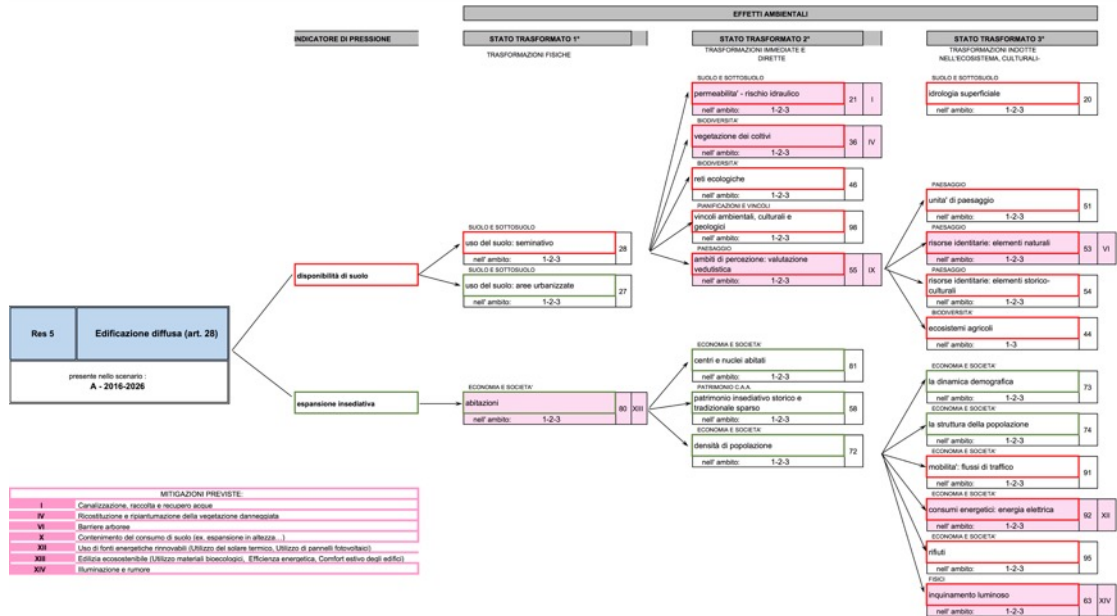 EFFETTI AMBIENTALI
INDICATORE DI PRESSIONE
STATO TRASFORMATO 1°
STATO TRASFORMATO 2°
STATO TRASFORMATO 3°
TRASFORMAZIONI FISICHE
TRASFORMAZIONI IMMEDIATE E
DIRETTE
TRASFORMAZIONI INDOTTE
NELL'ECOSISTEMA, CULTURALI-
Res 5
Edificazione diffusa (art. 28)
presente nello scenario :
A - 2016-2026
disponibilità di suolo
espansione insediativa
SUOLO E SOTTOSUOLO
uso del suolo: seminativo
28
nell' ambito: 1-2-3
SUOLO E SOTTOSUOLO
uso del suolo: aree urbanizzate
27
nell' ambito: 1-2-3
ECONOMIA E SOCIETA'
abitazioni
80 XIII
nell' ambito: 1-2-3
SUOLO E SOTTOSUOLO
permeabilita' - rischio idraulico
21 I
nell' ambito: 1-2-3
BIODIVERSITA'
vegetazione dei coltivi
36 IV
nell' ambito: 1-2-3
BIODIVERSITA'
reti ecologiche
46
nell' ambito: 1-2-3
PIANIFICAZIONI E VINCOLI
vincoli ambientali, culturali e
geologici
98
nell' ambito: 1-2-3
PAESAGGIO
ambiti di percezione: valutazione
vedutistica
55 IX
nell' ambito: 1-2-3
ECONOMIA E SOCIETA'
centri e nuclei abitati
81
nell' ambito: 1-2-3
PATRIMONIO C.A.A.
patrimonio insediativo storico e
tradizionale sparso
58
nell' ambito: 1-2-3
ECONOMIA E SOCIETA'
densità di popolazione
72
nell' ambito: 1-2-3
SUOLO E SOTTOSUOLO
idrologia superficiale
20
nell' ambito: 1-2-3
PAESAGGIO
unita' di paesaggio
51
nell' ambito: 1-2-3
PAESAGGIO
risorse identitarie: elementi naturali
53 VI
nell' ambito: 1-2-3
PAESAGGIO
risorse identitarie: elementi storico-
culturali
54
nell' ambito: 1-2-3
BIODIVERSITA'
ecosistemi agricoli
44
nell' ambito: 1-3
ECONOMIA E SOCIETA'
la dinamica demografica
73
nell' ambito: 1-2-3
ECONOMIA E SOCIETA'
la struttura della popolazione
74
nell' ambito: 1-2-3
ECONOMIA E SOCIETA'
mobilita': flussi di traffico
91
nell' ambito: 1-2-3
ECONOMIA E SOCIETA'
consumi energetici: energia elettrica
92 XII
nell' ambito: 1-2-3
ECONOMIA E SOCIETA'
rifiuti
95
nell' ambito: 1-2-3
FISICI
inquinamento luminoso
63 XIV
nell' ambito: 1-2-3
MITIGAZIONI PREVISTE:
I Canalizzazione, raccolta e recupero acque
IV Ricostituzione e ripiantumazione della vegetazione danneggiata
VI Barriere arboree
X Contenimento del consumo di suolo (ex. espansione in altezza…)
XII Uso di fonti energetiche rinnovabili (Utilizzo del solare termico, Utilizzo di pannelli fotovoltaici)
XIII Edilizia ecosostenibile (Utilizzo materiali bioecologici, Efficienza energetica, Comfort estivo degli edifici)
XIV Illuminazione e rumore